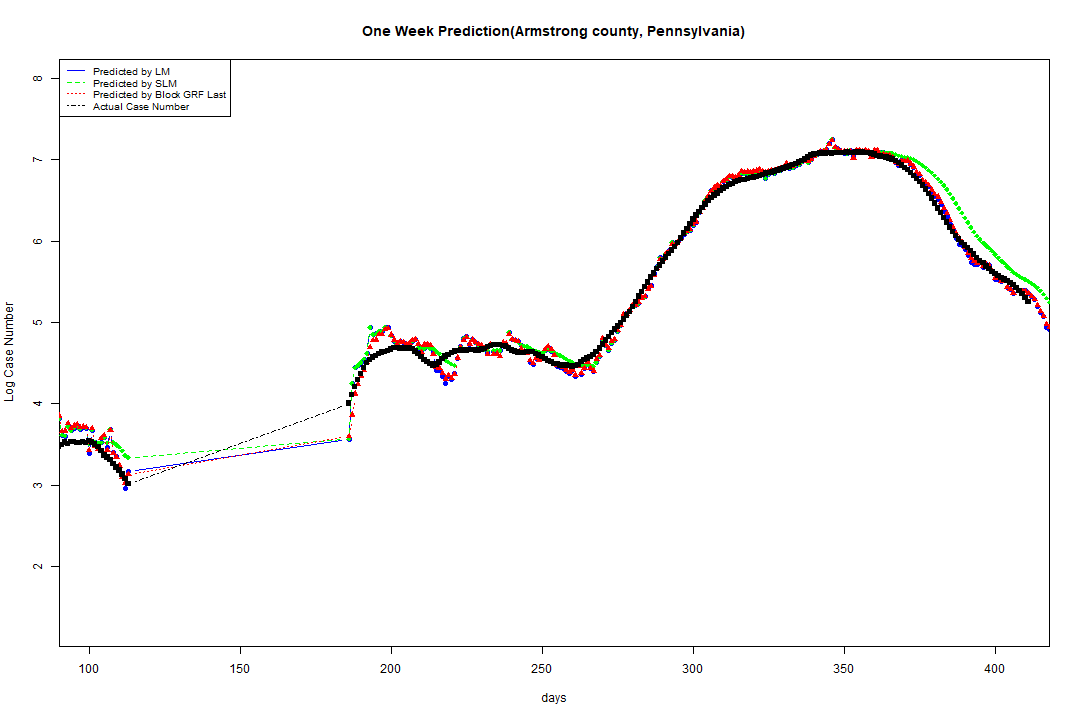 One Week Prediction(Armstrong county, Pennsylvania)
Predicted by LM
Predicted by SLM
Predicted by Block GRF Last
Actual Case Number
8
7
6
5
4
3
2
Log Case Number
100 150 200 250 300 350 400
days